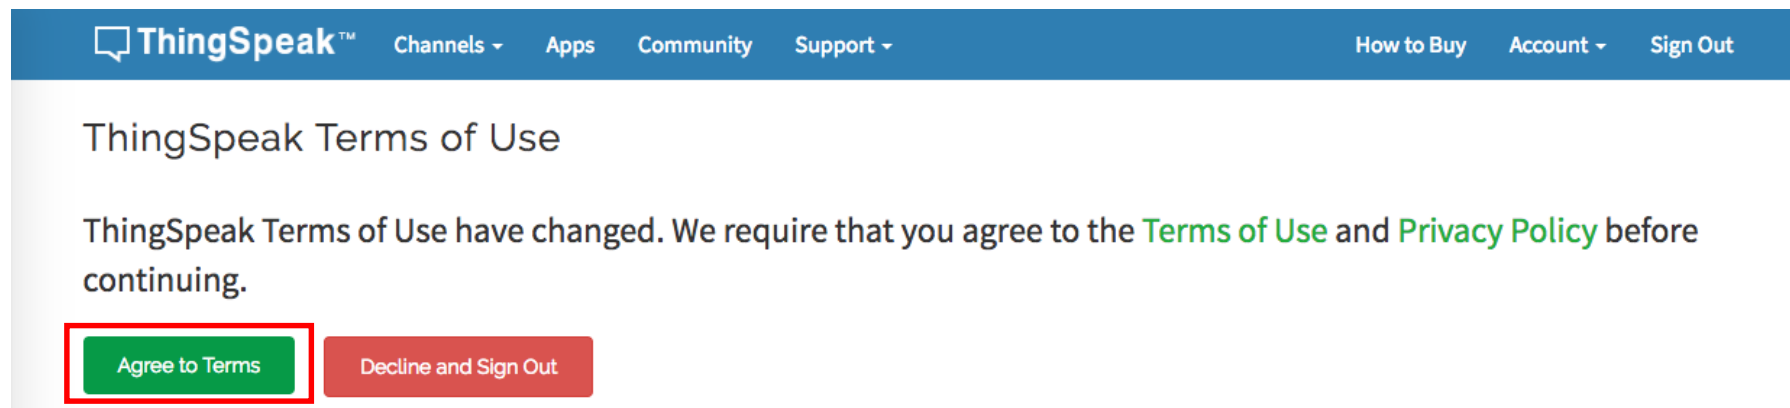 ThingSpeak™ Channels Apps Community Support How to Buy Account Sign Out
ThingSpeak Terms of Use
ThingSpeak Terms of Use have changed. We require that you agree to the Terms of Use and Privacy Policy before
continuing.
Agree to Terms Decline and Sign Out